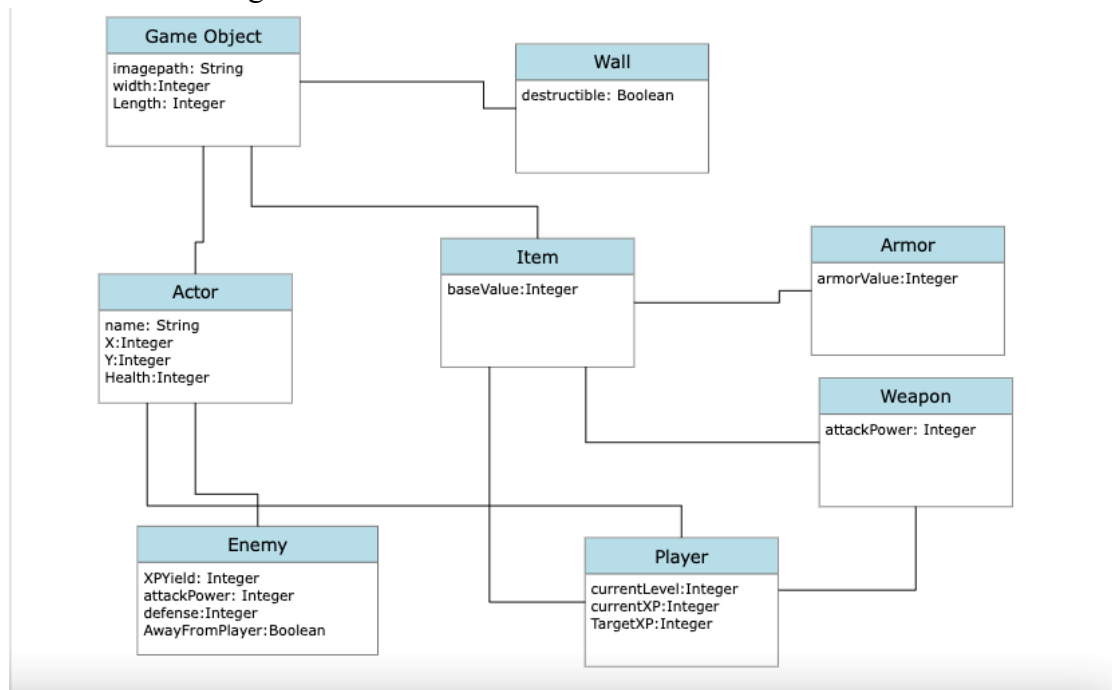 Game Object
imagepath: String
width:Integer
Length: Integer
Wall
destructible: Boolean
Item
baseValue:Integer
Armor
armorValue:Integer
Actor
name: String
X:Integer
Y:Integer
Health:Integer
Weapon
attackPower: Integer
Enemy
XPYield: Integer
attackPower: Integer
defense:Integer
AwayFromPlayer:Boolean
Player
currentLevel:Integer
currentXP:Integer
TargetXP:Integer